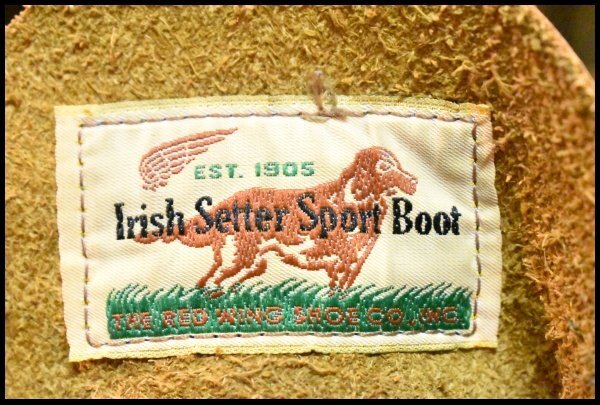 EST. 1905
Irish Setter Sport Boot
THE RED WING SHOE CO., INC.